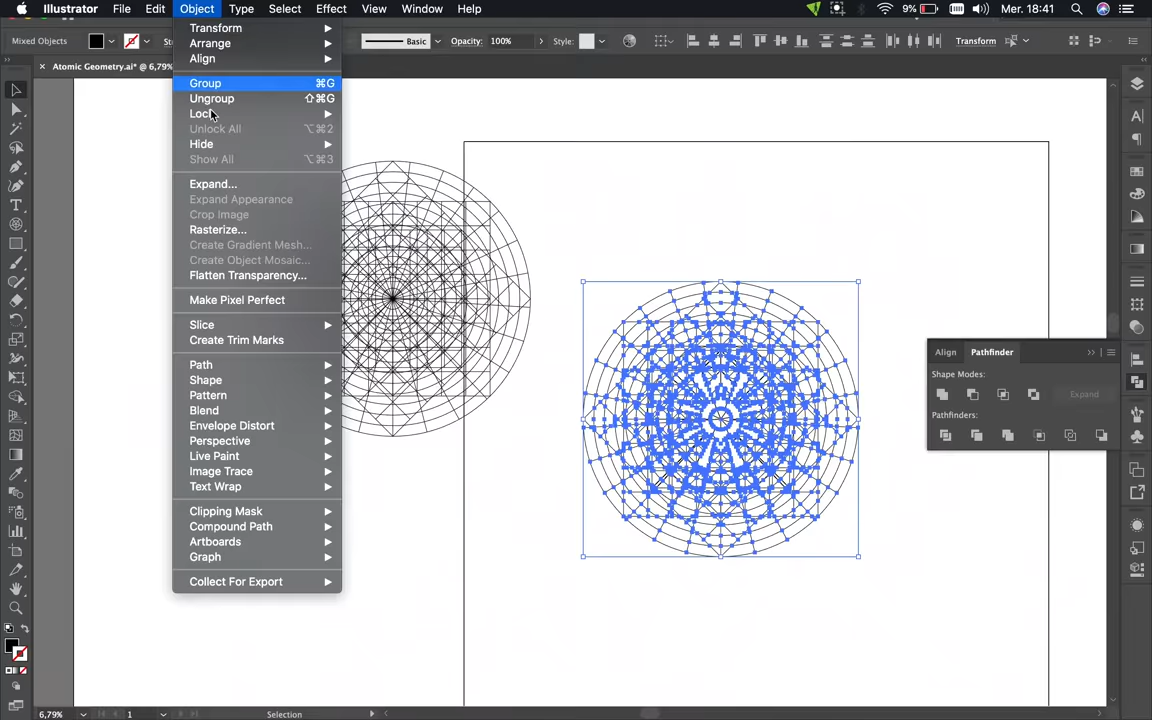 Illustrator File Edit Object Type Select Effect View Window Help 9% Mer. 18:41
Mixed Objects Basic Opacity: 100% Style: Transform
Atomic Geometry.ai* @ 6,79%
Transform
Arrange
Align
Group ⌘G
Ungroup ⇧⌘G
Lock
Unlock All ⌥⌘2
Hide
Show All ⌥⌘3
Expand...
Expand Appearance
Crop Image
Rasterize...
Create Gradient Mesh...
Create Object Mosaic...
Flatten Transparency...
Make Pixel Perfect
Slice
Create Trim Marks
Path
Shape
Pattern
Blend
Envelope Distort
Perspective
Live Paint
Image Trace
Text Wrap
Clipping Mask
Compound Path
Artboards
Graph
Collect For Export
Align Pathfinder
Shape Modes:
Expand
Pathfinders:
6,79% 1 Selection